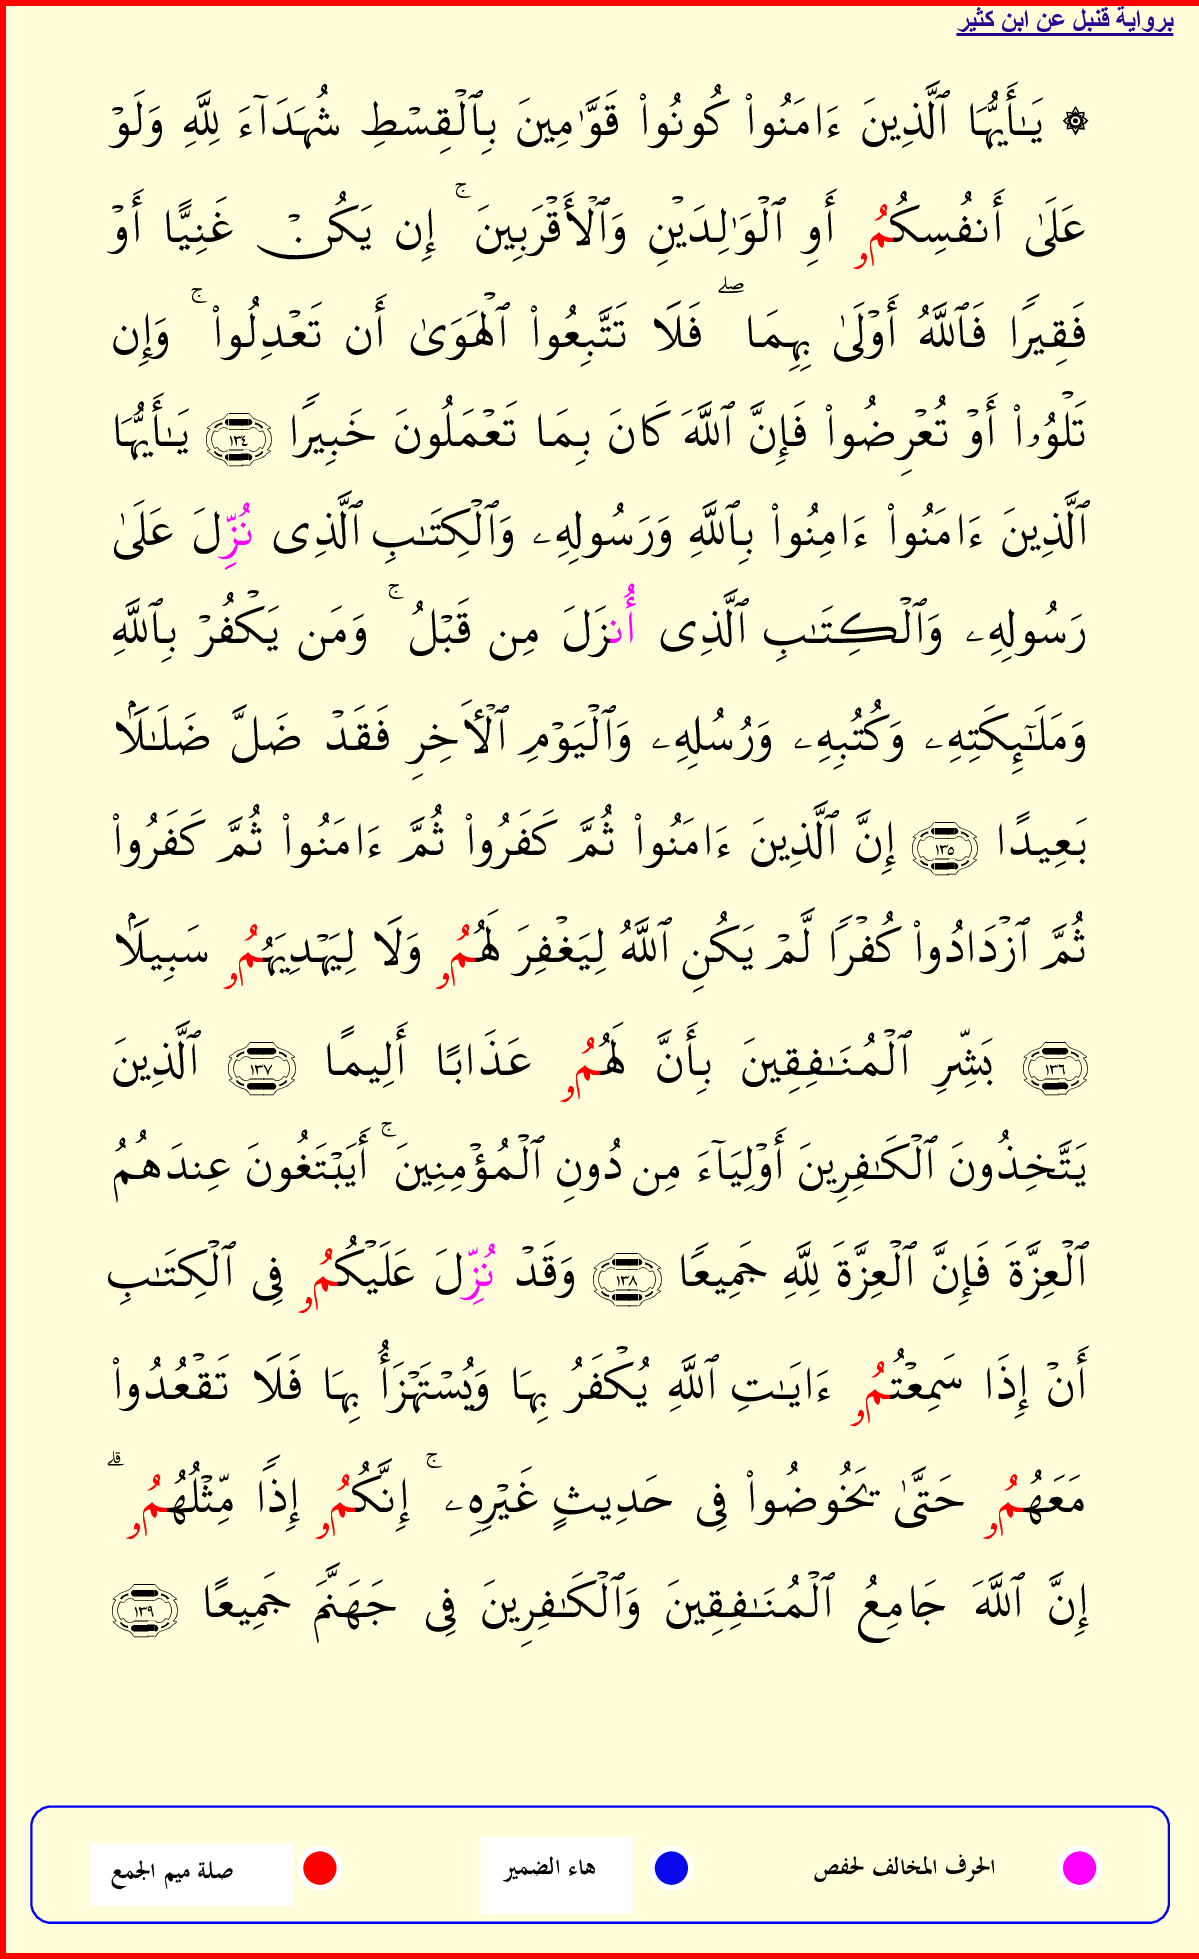 برواية قنبل عن ابن كثير
۞ يَـٰٓأَيُّهَا ٱلَّذِينَ ءَامَنُوا۟ كُونُوا۟ قَوَّٰمِينَ بِٱلْقِسْطِ شُهَدَآءَ لِلَّهِ وَلَوْ
عَلَىٰٓ أَنفُسِكُمُۥ أَوِ ٱلْوَٰلِدَيْنِ وَٱلْأَقْرَبِينَ ۚ إِن يَكُنْ غَنِيًّا أَوْ
فَقِيرًا فَٱللَّهُ أَوْلَىٰ بِهِمَا ۖ فَلَا تَتَّبِعُوا۟ ٱلْهَوَىٰٓ أَن تَعْدِلُوا۟ ۚ وَإِن
تَلْوُۥٓا۟ أَوْ تُعْرِضُوا۟ فَإِنَّ ٱللَّهَ كَانَ بِمَا تَعْمَلُونَ خَبِيرًا ١٣٤ يَـٰٓأَيُّهَا
ٱلَّذِينَ ءَامَنُوا۟ ءَامِنُوا۟ بِٱللَّهِ وَرَسُولِهِۦ وَٱلْكِتَـٰبِ ٱلَّذِى نُزِّلَ عَلَىٰ
رَسُولِهِۦ وَٱلْكِتَـٰبِ ٱلَّذِىٓ أُنزِلَ مِن قَبْلُ ۚ وَمَن يَكْفُرْ بِٱللَّهِ
وَمَلَـٰٓئِكَتِهِۦ وَكُتُبِهِۦ وَرُسُلِهِۦ وَٱلْيَوْمِ ٱلْأَخِرِ فَقَدْ ضَلَّ ضَلَـٰلًۢا
بَعِيدًا ١٣٥ إِنَّ ٱلَّذِينَ ءَامَنُوا۟ ثُمَّ كَفَرُوا۟ ثُمَّ ءَامَنُوا۟ ثُمَّ كَفَرُوا۟
ثُمَّ ٱزْدَادُوا۟ كُفْرًا لَّمْ يَكُنِ ٱللَّهُ لِيَغْفِرَ لَهُمُۥ وَلَا لِيَهْدِيَهُمُۥ سَبِيلًۢا
١٣٦ بَشِّرِ ٱلْمُنَـٰفِقِينَ بِأَنَّ لَهُمُۥ عَذَابًا أَلِيمًا ١٣٧ ٱلَّذِينَ
يَتَّخِذُونَ ٱلْكَـٰفِرِينَ أَوْلِيَآءَ مِن دُونِ ٱلْمُؤْمِنِينَ ۚ أَيَبْتَغُونَ عِندَهُمُ
ٱلْعِزَّةَ فَإِنَّ ٱلْعِزَّةَ لِلَّهِ جَمِيعًا ١٣٨ وَقَدْ نُزِّلَ عَلَيْكُمُۥ فِى ٱلْكِتَـٰبِ
أَنْ إِذَا سَمِعْتُمُۥ ءَايَـٰتِ ٱللَّهِ يُكْفَرُ بِهَا وَيُسْتَهْزَأُ بِهَا فَلَا تَقْعُدُوا۟
مَعَهُمُۥ حَتَّىٰ يَخُوضُوا۟ فِى حَدِيثٍ غَيْرِهِۦٓ ۚ إِنَّكُمُۥ إِذًا مِّثْلُهُمُۥ ۗ
إِنَّ ٱللَّهَ جَامِعُ ٱلْمُنَـٰفِقِينَ وَٱلْكَـٰفِرِينَ فِى جَهَنَّمَ جَمِيعًا ١٣٩
الحرف المخالف لحفص هاء الضمير صلة ميم الجمع